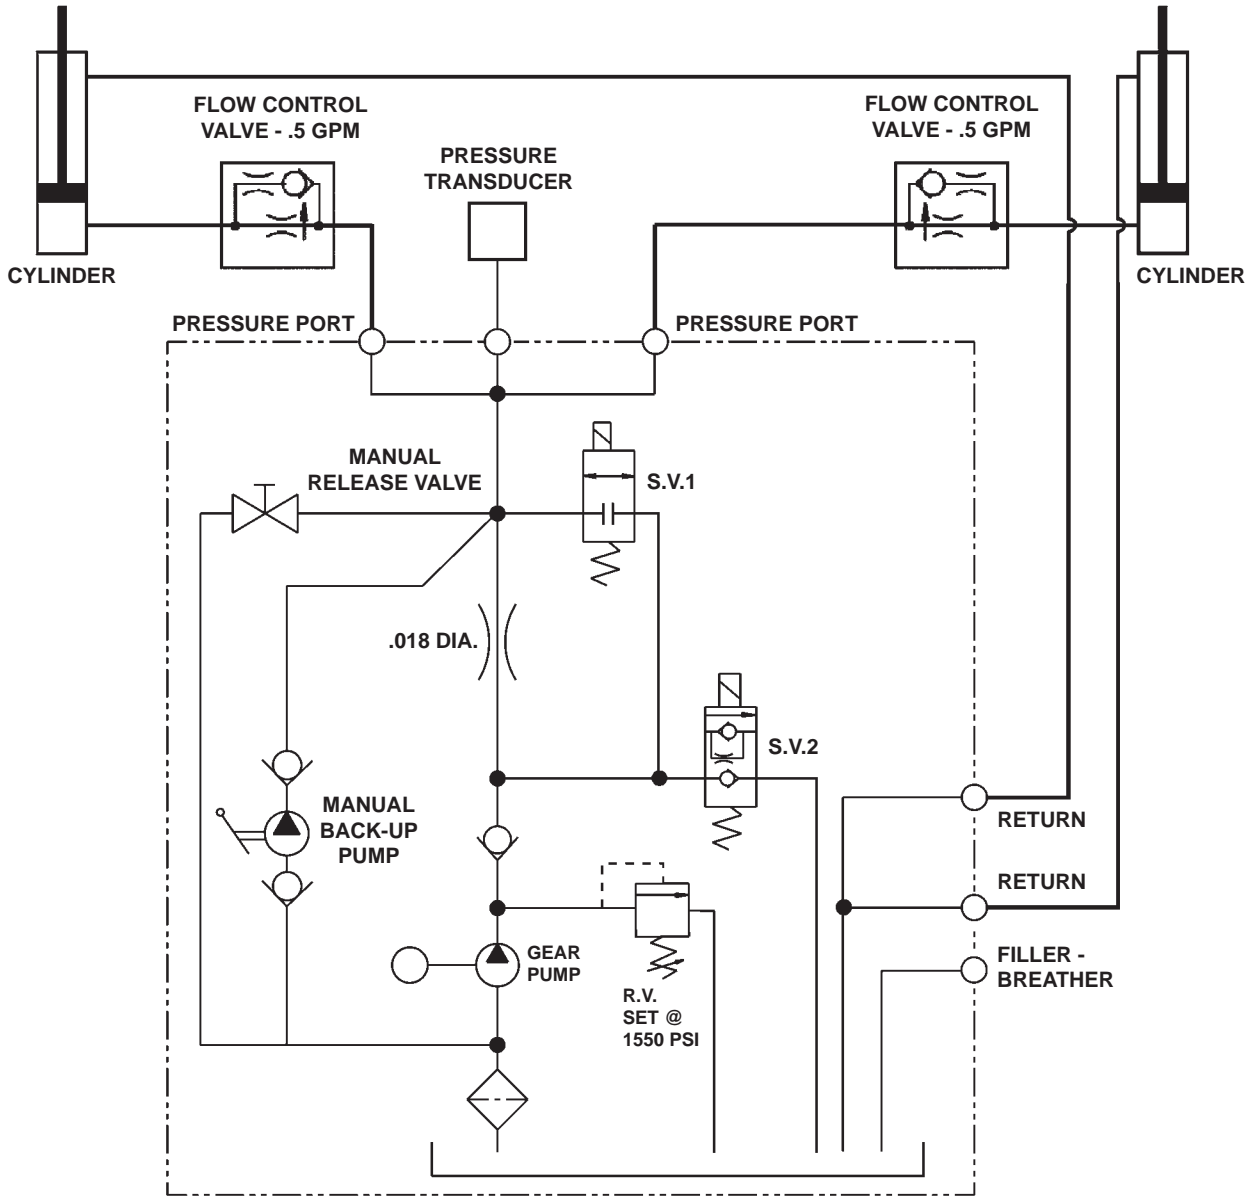 FLOW CONTROL
VALVE - .5 GPM
FLOW CONTROL
VALVE - .5 GPM
PRESSURE
TRANSDUCER
CYLINDER
CYLINDER
PRESSURE PORT
PRESSURE PORT
MANUAL
RELEASE VALVE
S.V.1
.018 DIA.
S.V.2
MANUAL
BACK-UP
PUMP
RETURN
RETURN
GEAR
PUMP
FILLER -
BREATHER
R.V.
SET @
1550 PSI